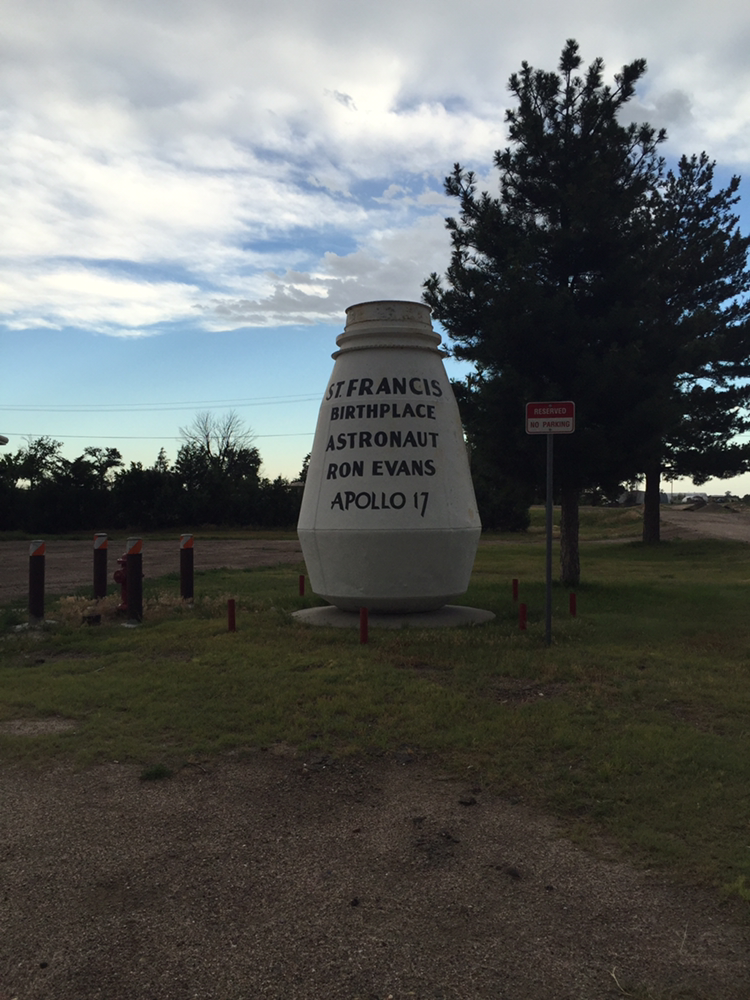 ST. FRANCIS
BIRTHPLACE
ASTRONAUT
RON EVANS
APOLLO 17
RESERVED
NO PARKING